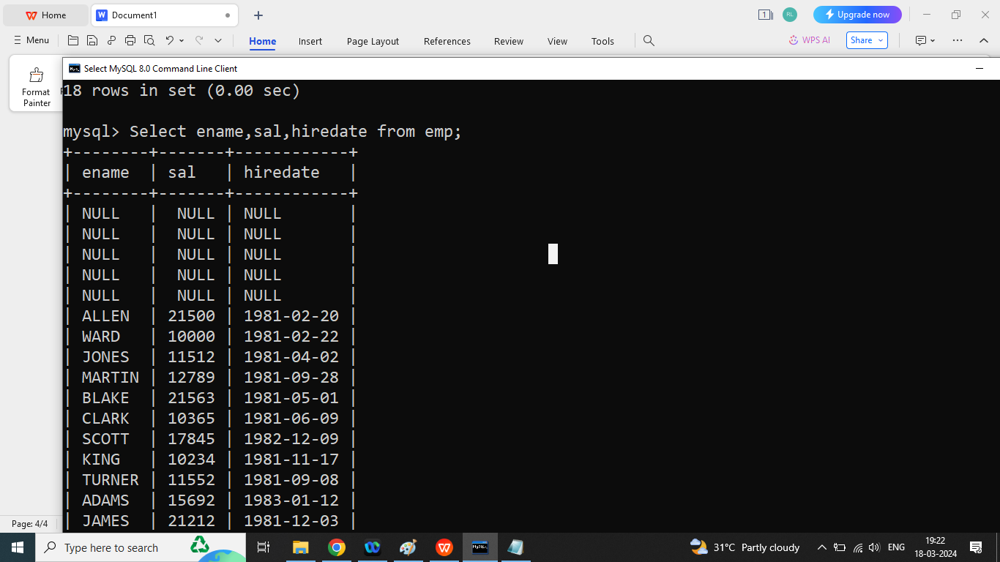 Home
Document1
1
RL
Upgrade now
Menu
Home Insert Page Layout References Review View Tools
WPS AI
Share
Format
Painter
Select MySQL 8.0 Command Line Client
18 rows in set (0.00 sec)
mysql> Select ename,sal,hiredate from emp;
+--------+-------+------------+
| ename  | sal   | hiredate   |
+--------+-------+------------+
| NULL   |  NULL | NULL       |
| NULL   |  NULL | NULL       |
| NULL   |  NULL | NULL       |
| NULL   |  NULL | NULL       |
| NULL   |  NULL | NULL       |
| ALLEN  | 21500 | 1981-02-20 |
| WARD   | 10000 | 1981-02-22 |
| JONES  | 11512 | 1981-04-02 |
| MARTIN | 12789 | 1981-09-28 |
| BLAKE  | 21563 | 1981-05-01 |
| CLARK  | 10365 | 1981-06-09 |
| SCOTT  | 17845 | 1982-12-09 |
| KING   | 10234 | 1981-11-17 |
| TURNER | 11552 | 1981-09-08 |
| ADAMS  | 15692 | 1983-01-12 |
| JAMES  | 21212 | 1981-12-03 |
Page: 4/4
Type here to search
31°C Partly cloudy
ENG
19:22
18-03-2024